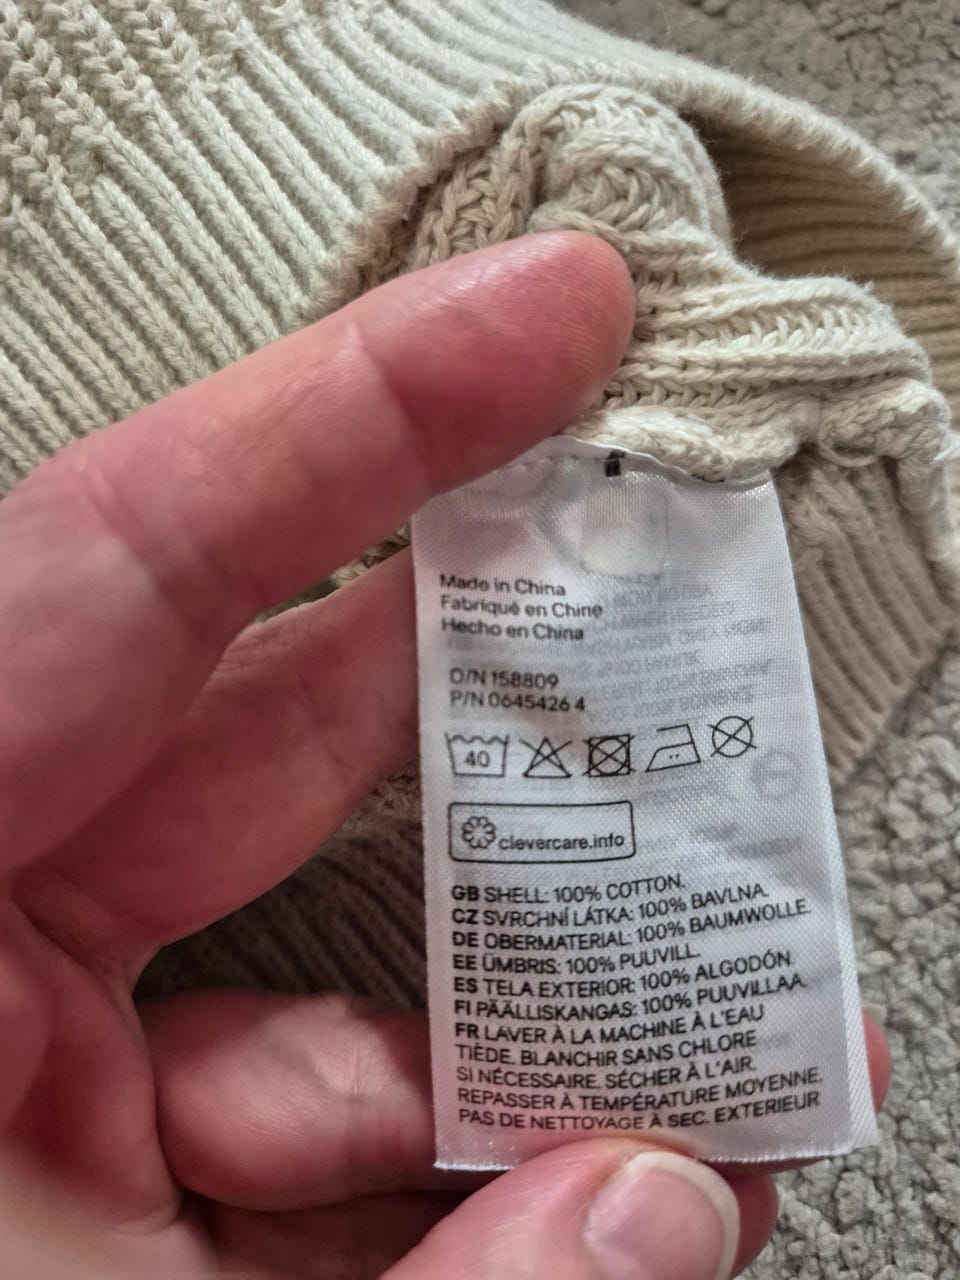 Made in China
Fabriqué en Chine
Hecho en China
O/N 158809
P/N 0645426 4
40
clevercare.info
GB SHELL: 100% COTTON.
CZ SVRCHNÍ LÁTKA: 100% BAVLNA.
DE OBERMATERIAL: 100% BAUMWOLLE.
EE ÜMBRIS: 100% PUUVILL.
ES TELA EXTERIOR: 100% ALGODÓN.
FI PÄÄLLISKANGAS: 100% PUUVILLAA.
FR LAVER À LA MACHINE À L'EAU
TIÈDE. BLANCHIR SANS CHLORE
SI NÉCESSAIRE. SÉCHER À L'AIR.
REPASSER À TEMPÉRATURE MOYENNE.
PAS DE NETTOYAGE À SEC. EXTERIEUR